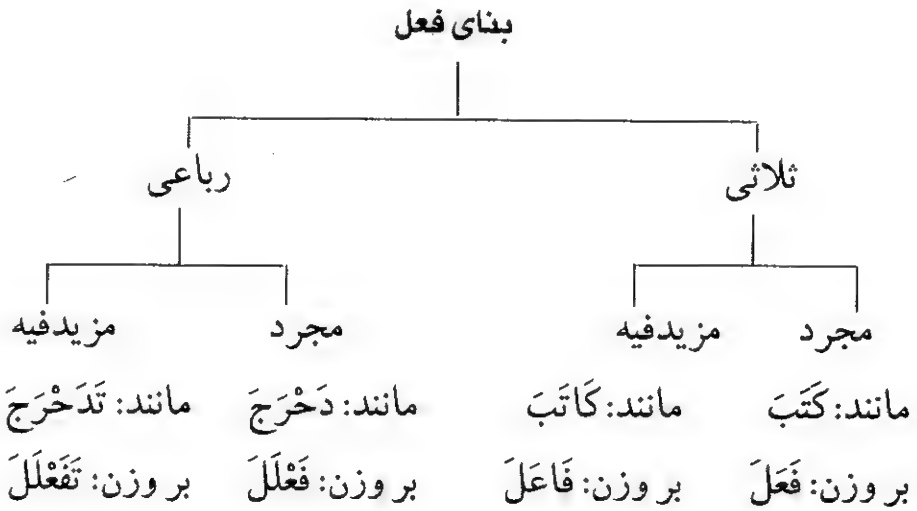 بنای فعل
ثلاثی رباعی
مجرد مزیدفیه مجرد مزیدفیه
مانند: کَتَبَ مانند: کَاتَبَ مانند: دَحْرَجَ مانند: تَدَحْرَجَ
بر وزن: فَعَلَ بر وزن: فَاعَلَ بر وزن: فَعْلَلَ بر وزن: تَفَعْلَلَ